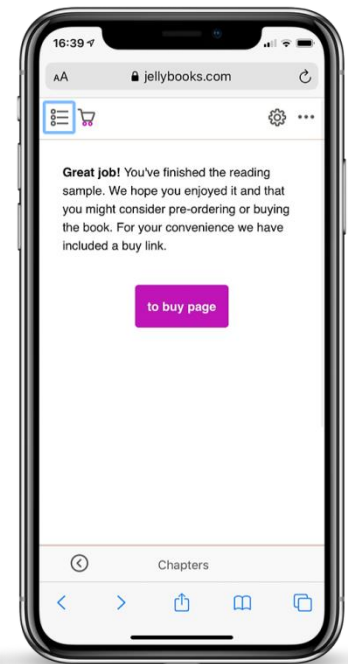 16:39
AA jellybooks.com
Great job! You've finished the reading
sample. We hope you enjoyed it and that
you might consider pre-ordering or buying
the book. For your convenience we have
included a buy link.
to buy page
Chapters